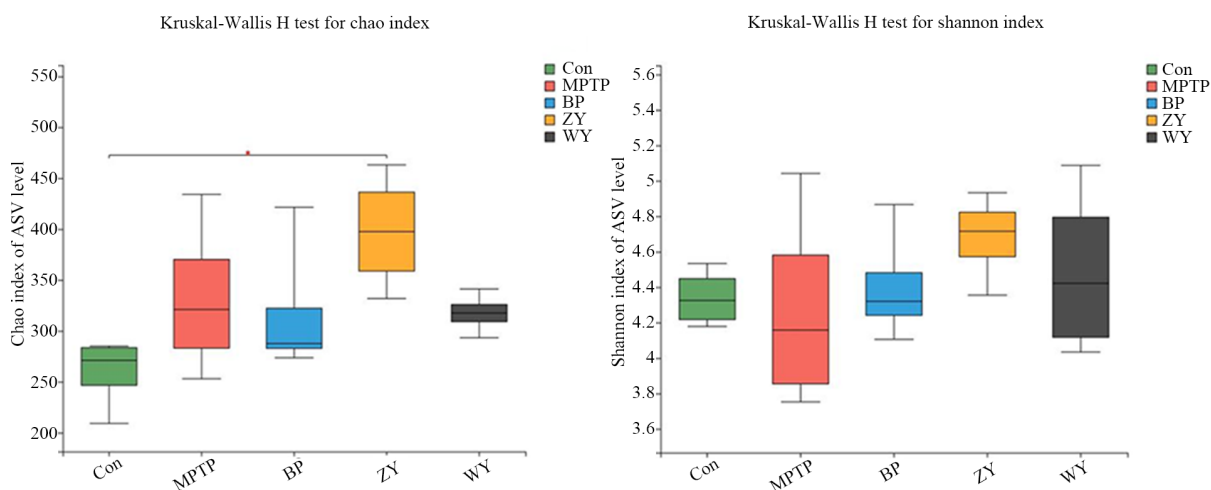 Kruskal-Wallis H test for chao index
Chao index of ASV level
550
500
450
400
350
300
250
200
Con
MPTP
BP
ZY
WY
Con
MPTP
BP
ZY
WY
Kruskal-Wallis H test for shannon index
Shannon index of ASV level
5.6
5.4
5.2
5
4.8
4.6
4.4
4.2
4
3.8
3.6
Con
MPTP
BP
ZY
WY
Con
MPTP
BP
ZY
WY